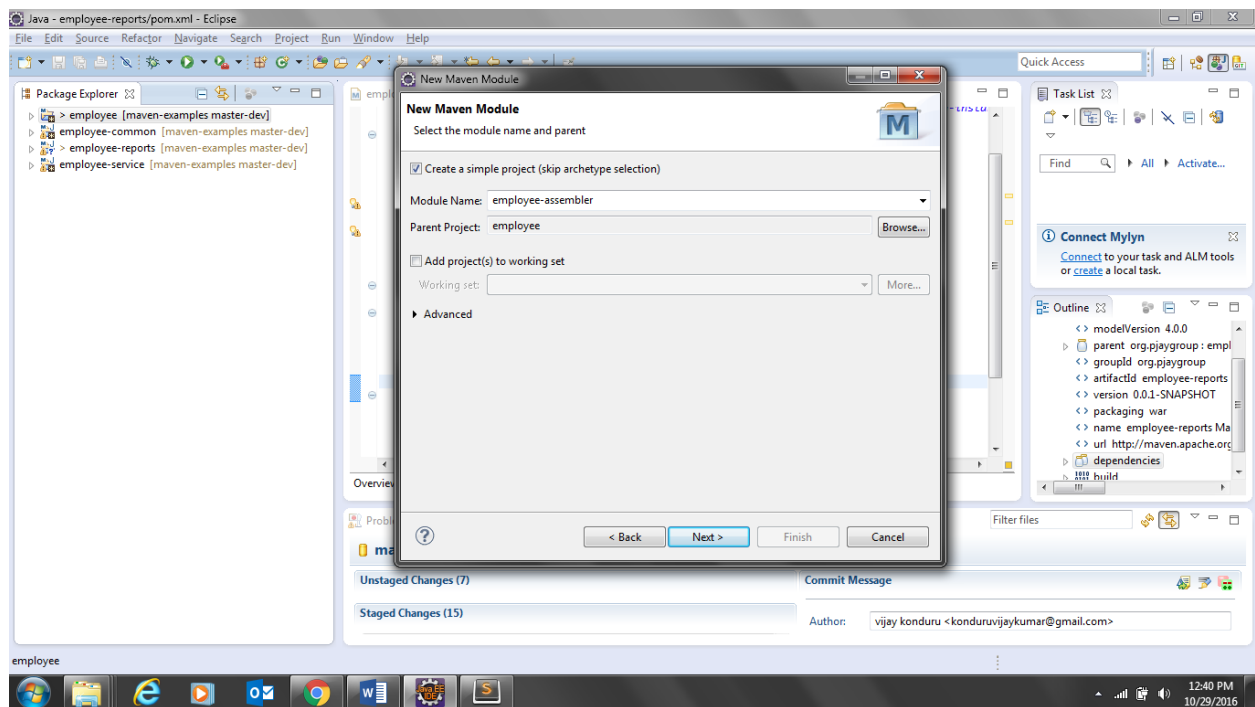 Java - employee-reports/pom.xml - Eclipse
File Edit Source Refactor Navigate Search Project Run Window Help
Quick Access
Package Explorer
> employee [maven-examples master-dev]
employee-common [maven-examples master-dev]
> employee-reports [maven-examples master-dev]
employee-service [maven-examples master-dev]
New Maven Module
New Maven Module
Select the module name and parent
M
Create a simple project (skip archetype selection)
Module Name: employee-assembler
Parent Project: employee
Browse...
Add project(s) to working set
Working set:
More...
Advanced
?
< Back
Next >
Finish
Cancel
Overview
Task List
Find
All
Activate...
Connect Mylyn
Connect to your task and ALM tools
or create a local task.
Outline
modelVersion 4.0.0
parent org.pjaygroup : empl
groupId org.pjaygroup
artifactId employee-reports
version 0.0.1-SNAPSHOT
packaging war
name employee-reports Ma
url http://maven.apache.org
dependencies
build
Probl
Filter files
ma
Unstaged Changes (7)
Staged Changes (15)
Commit Message
Author: vijay konduru <konduruvijaykumar@gmail.com>
employee
12:40 PM
10/29/2016